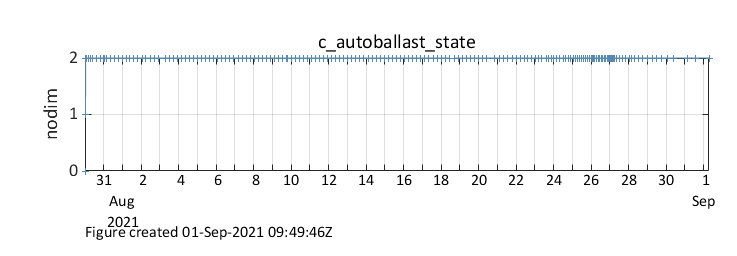 c_autoballast_state
nodim
2
1
0
31 2 4 6 8 10 12 14 16 18 20 22 24 26 28 30 1
Aug Sep
2021
Figure created 01-Sep-2021 09:49:46Z